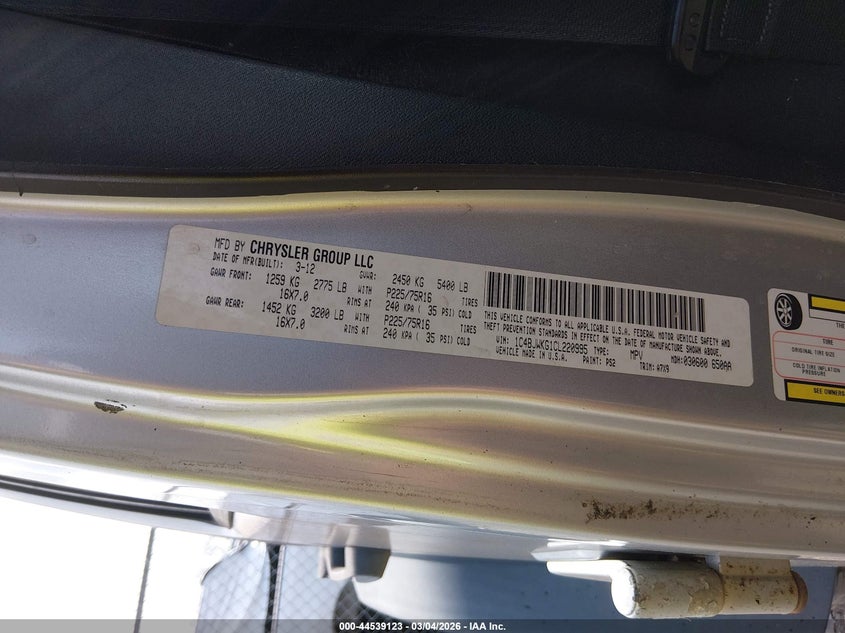 MFD BY CHRYSLER GROUP LLC
DATE OF MFR(BUILT): 3-12 GVWR: 2450 KG 5400 LB
GAWR FRONT: 1259 KG 2775 LB WITH P225/75R16 TIRES
16X7.0 RIMS AT 240 KPA ( 35 PSI) COLD
GAWR REAR: 1452 KG 3200 LB WITH P225/75R16 TIRES
16X7.0 RIMS AT 240 KPA ( 35 PSI) COLD
THIS VEHICLE CONFORMS TO ALL APPLICABLE U.S.A. FEDERAL MOTOR VEHICLE SAFETY AND
THEFT PREVENTION STANDARDS IN EFFECT ON THE DATE OF MANUFACTURE SHOWN ABOVE.
VIN: 1C4BJWKG1CL220995 TYPE: MPV MDH: 030600 650AA
VEHICLE MADE IN U.S.A. PAINT: PS2 TRIM: A7X9
THE
TIRE
ORIGINAL TIRE SIZE
COLD TIRE INFLATION
PRESSURE
SEE OWNERS
000-44539123 — 03/04/2026 — IAA Inc.